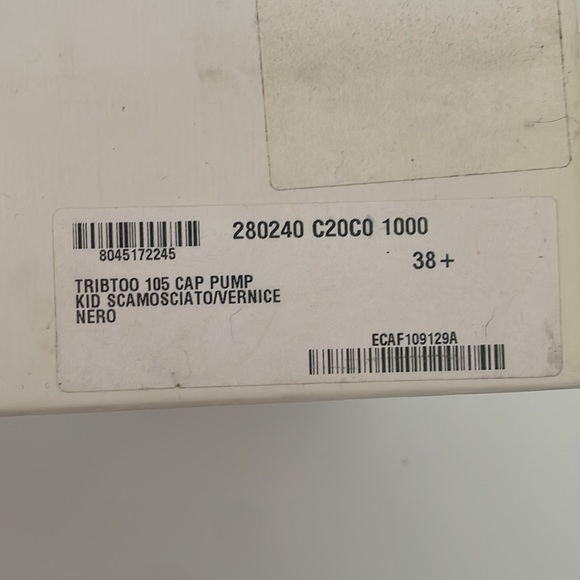 280240 C20C0 1000
8045172245
38+
TRIBTOO 105 CAP PUMP
KID SCAMOSCIATO/VERNICE
NERO
ECAF109129A